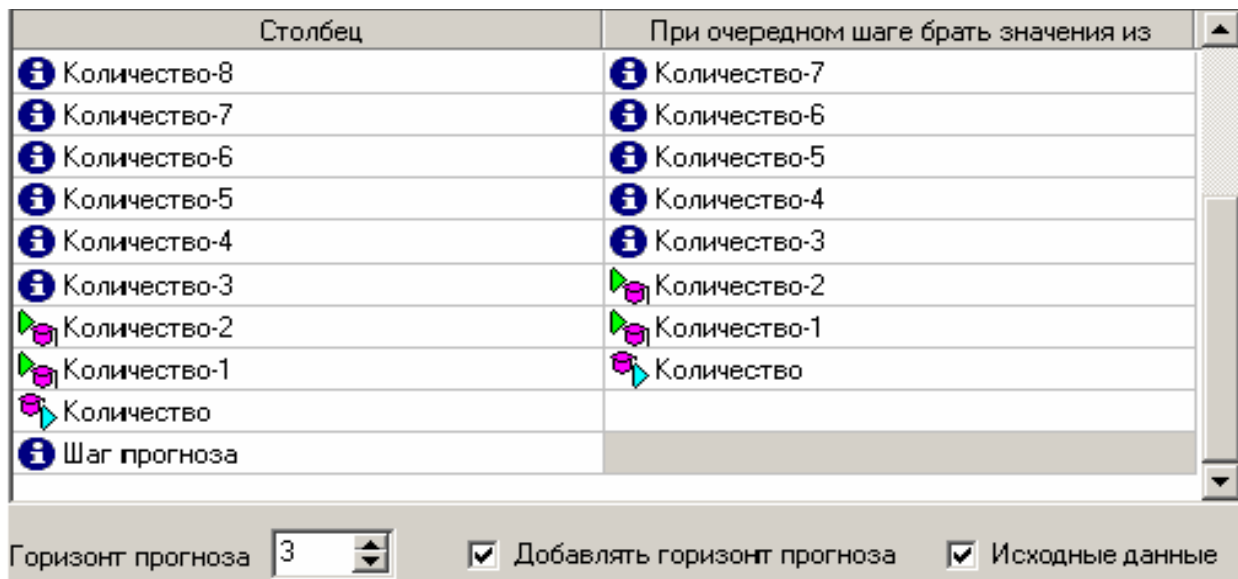 Столбец При очередном шаге брать значения из
Количество-8 Количество-7
Количество-7 Количество-6
Количество-6 Количество-5
Количество-5 Количество-4
Количество-4 Количество-3
Количество-3 Количество-2
Количество-2 Количество-1
Количество-1 Количество
Количество
Шаг прогноза
Горизонт прогноза 3 Добавлять горизонт прогноза Исходные данные